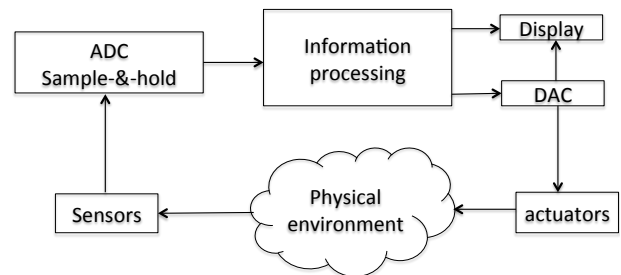 ADC
Sample-&-hold
Information
processing
Display
DAC
Sensors
Physical
environment
actuators